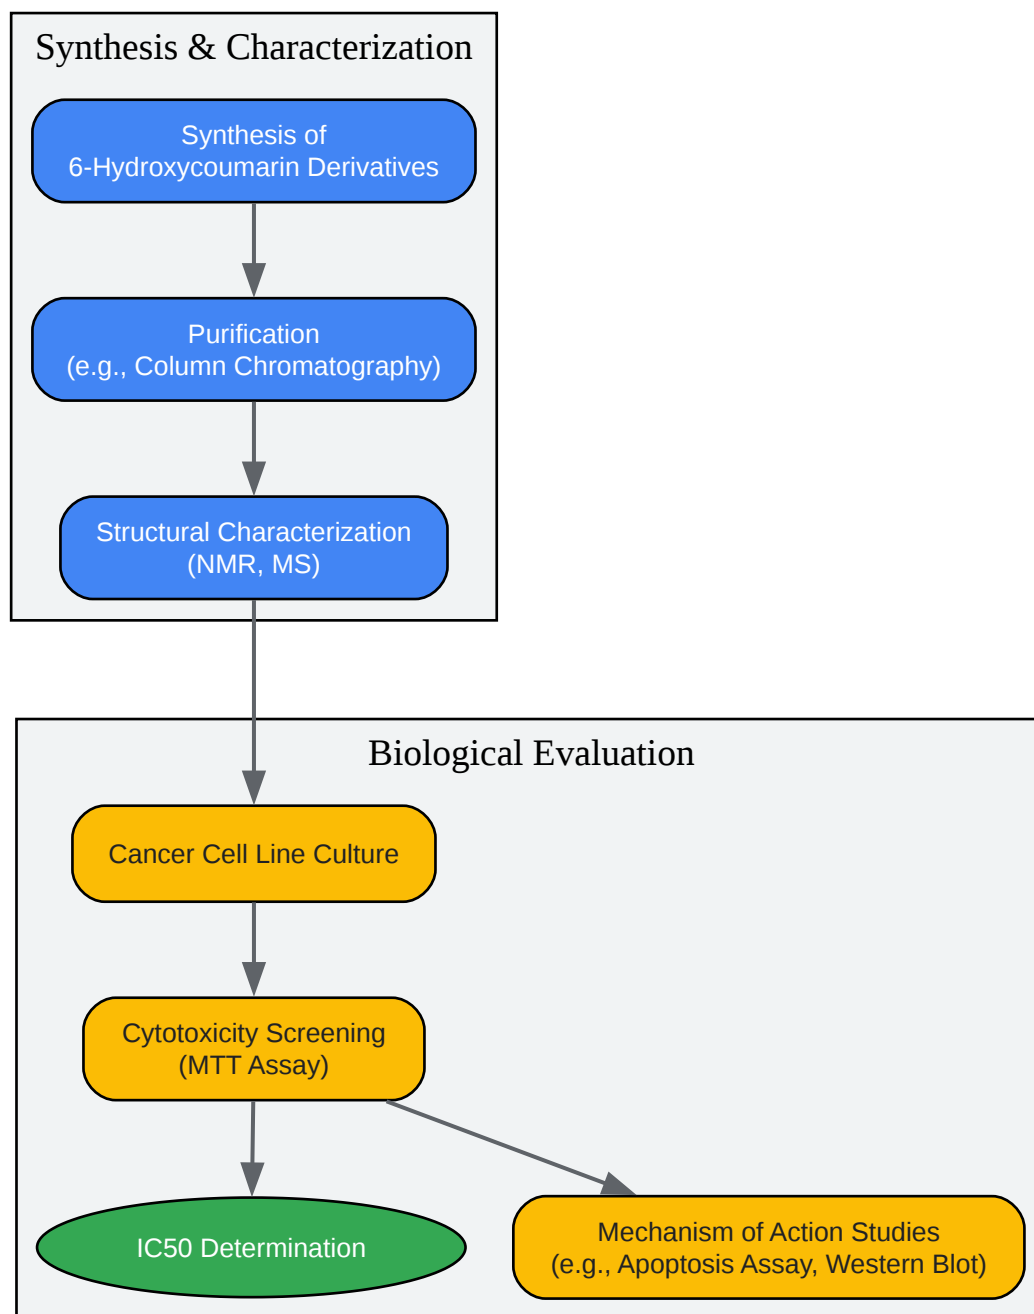 Synthesis & Characterization
Synthesis of
6-Hydroxycoumarin Derivatives
Purification
(e.g., Column Chromatography)
Structural Characterization
(NMR, MS)
Biological Evaluation
Cancer Cell Line Culture
Cytotoxicity Screening
(MTT Assay)
IC50 Determination
Mechanism of Action Studies
(e.g., Apoptosis Assay, Western Blot)